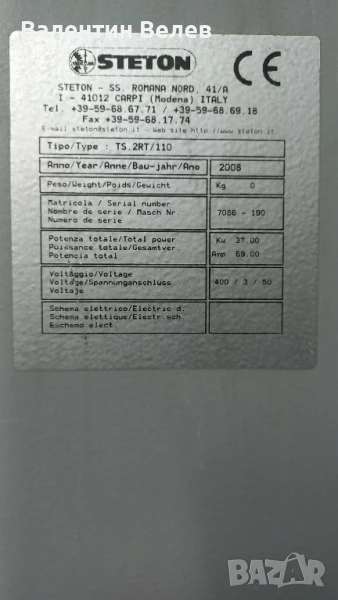 Валентин Велев
STETON CE
STETON - SS. ROMANA NORD, 41/A
I - 41012 CARPI (Modena) ITALY
Tel. +39-59-68.67.71 / +39-59-68.69.18
Fax +39-59-68.17.74
E-mail steton@steton.it - Web site http //www.steton.it
Tipo/Type : TS.2RT/110
Anno/Year/Anne/Bau-jahr/Ano 2008
Peso/Weight/Poids/Gewicht Kg 0
Matricola / Serial number
Nombre de serie / Masch Nr 7086 - 190
Numero de serie
Potenza totale/Total power Kw 37.00
Puissance totale/Gesamtver. Amp 69.00
Potencia total
Voltaggio/Voltage
Voltage/Spannunganschluss 400 / 3 / 50
Voltaje
Schema elettrico/Electric d.
Schema elettique/Electr sch
Eschemo elect
BAZAR